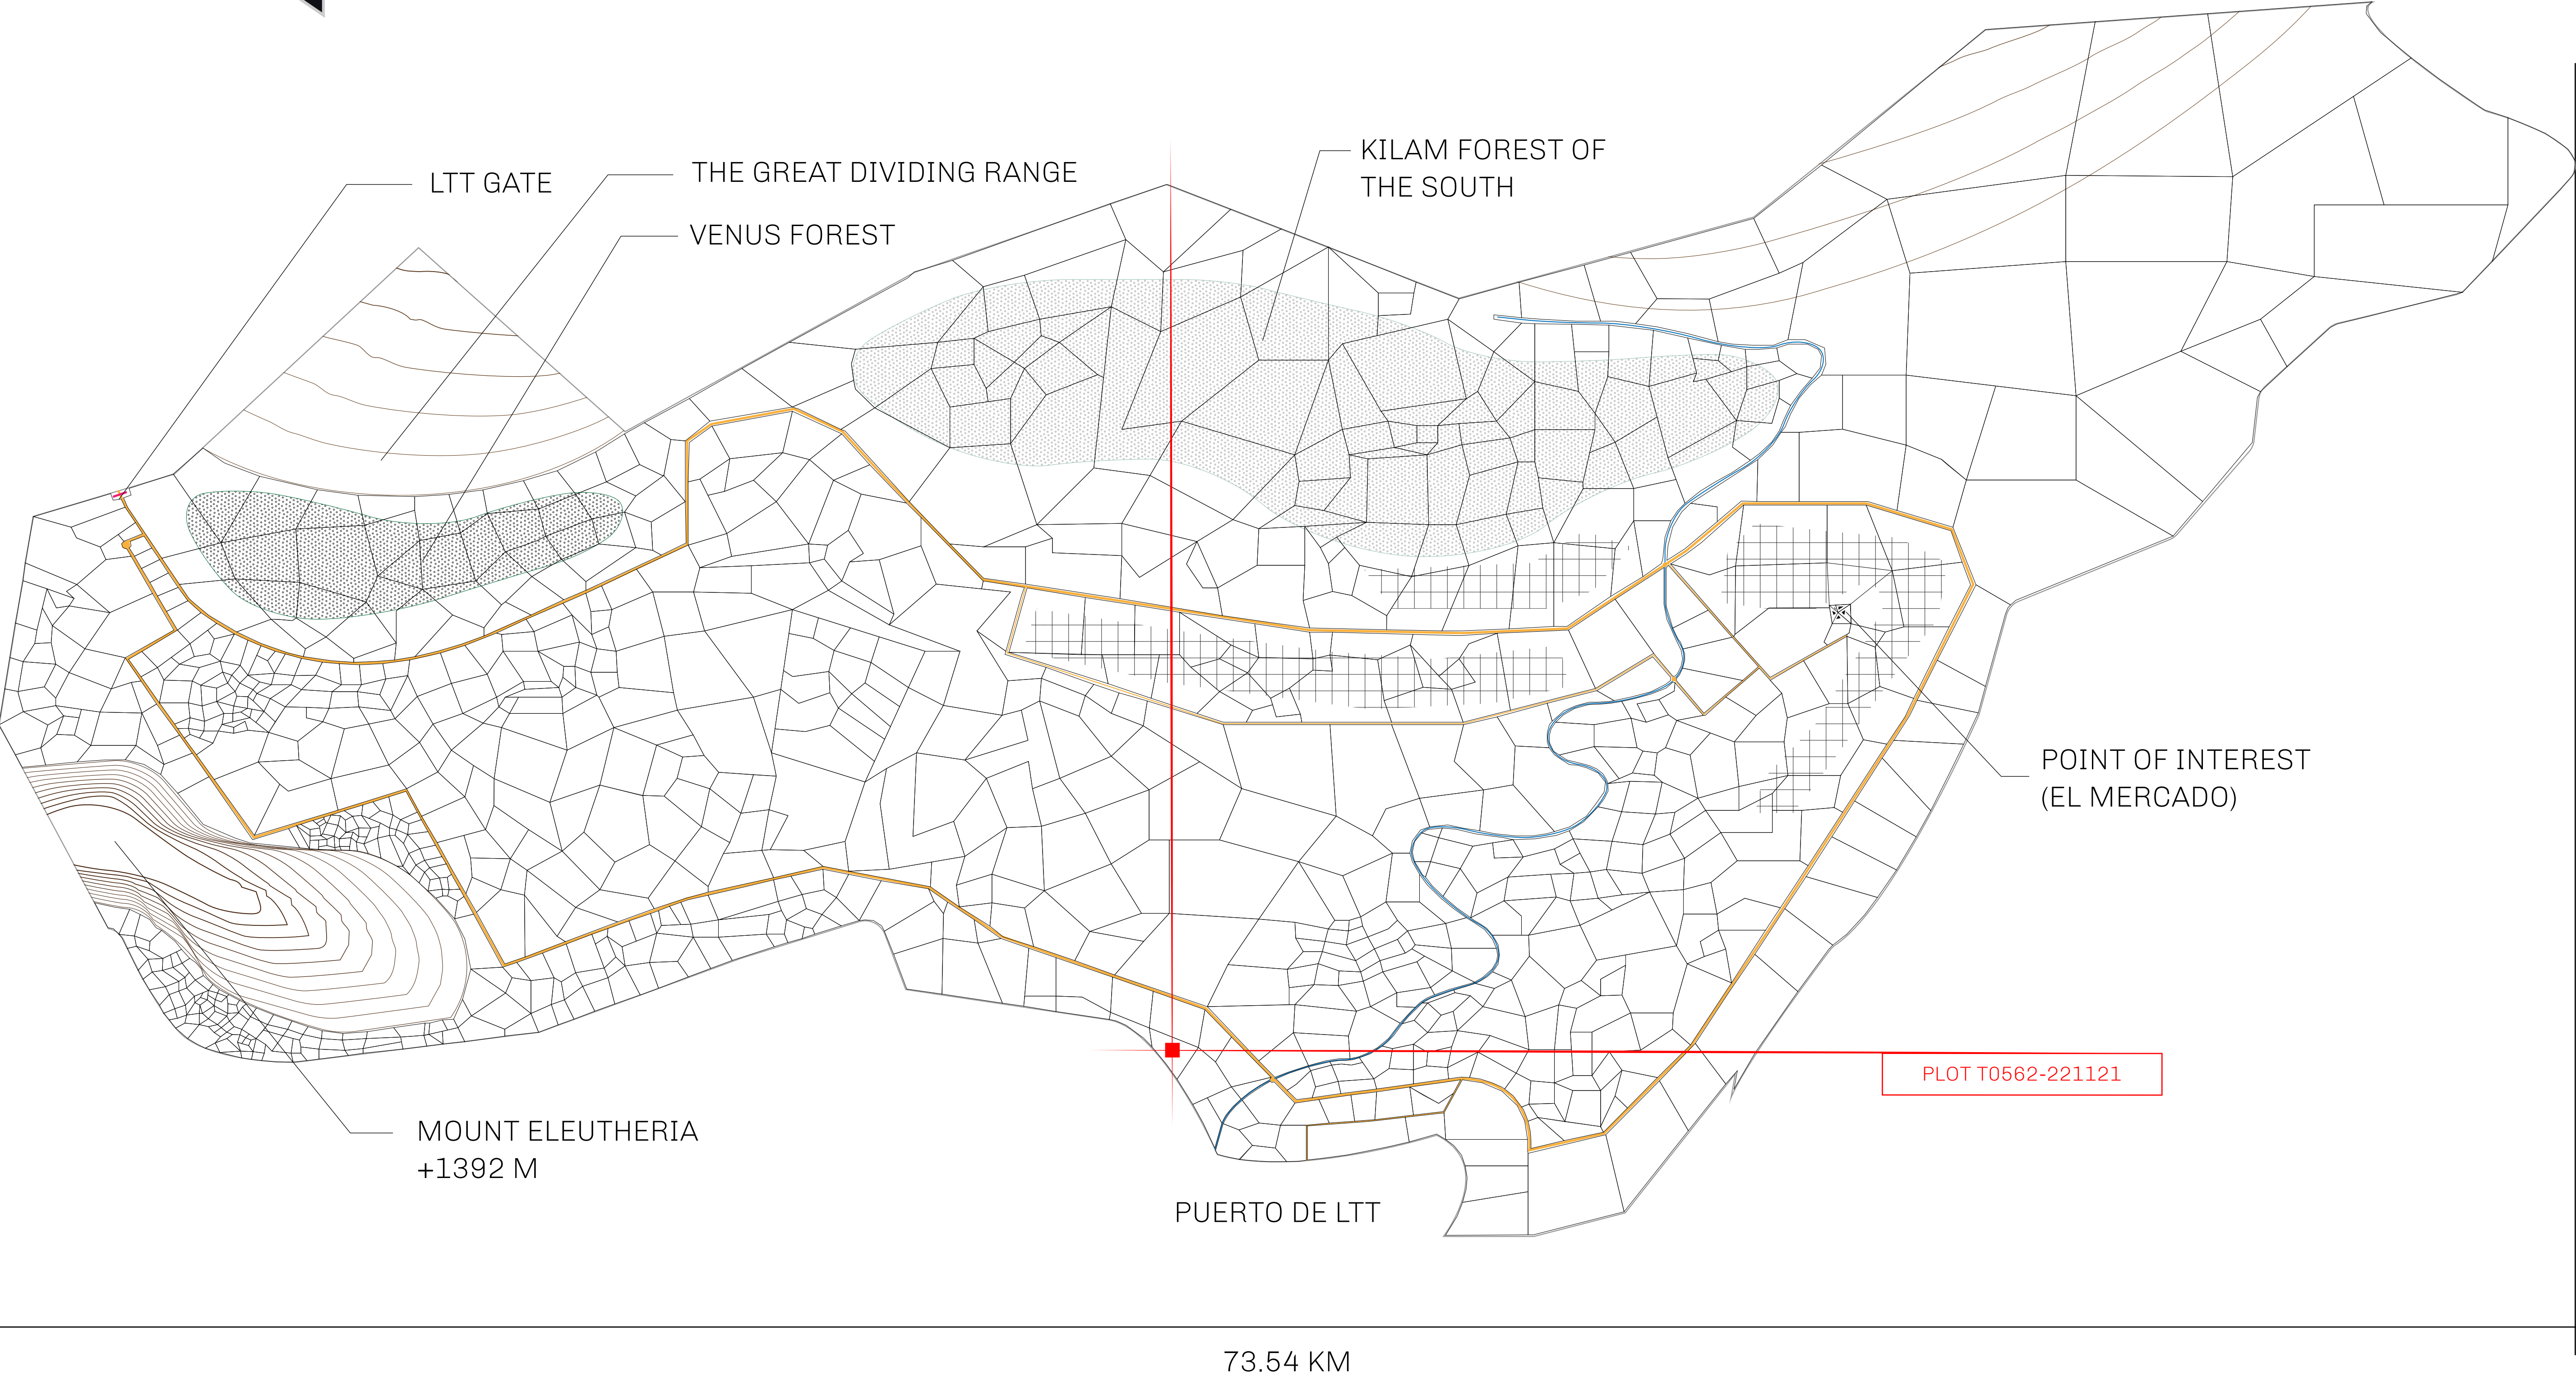 KILAM FOREST OF
THE SOUTH
THE GREAT DIVIDING RANGE
LTT GATE
VENUS FOREST
POINT OF INTEREST
(EL MERCADO)
PLOT T0562-221121
MOUNT ELEUTHERIA
+1392 M
PUERTO DE LTT
73.54 KM